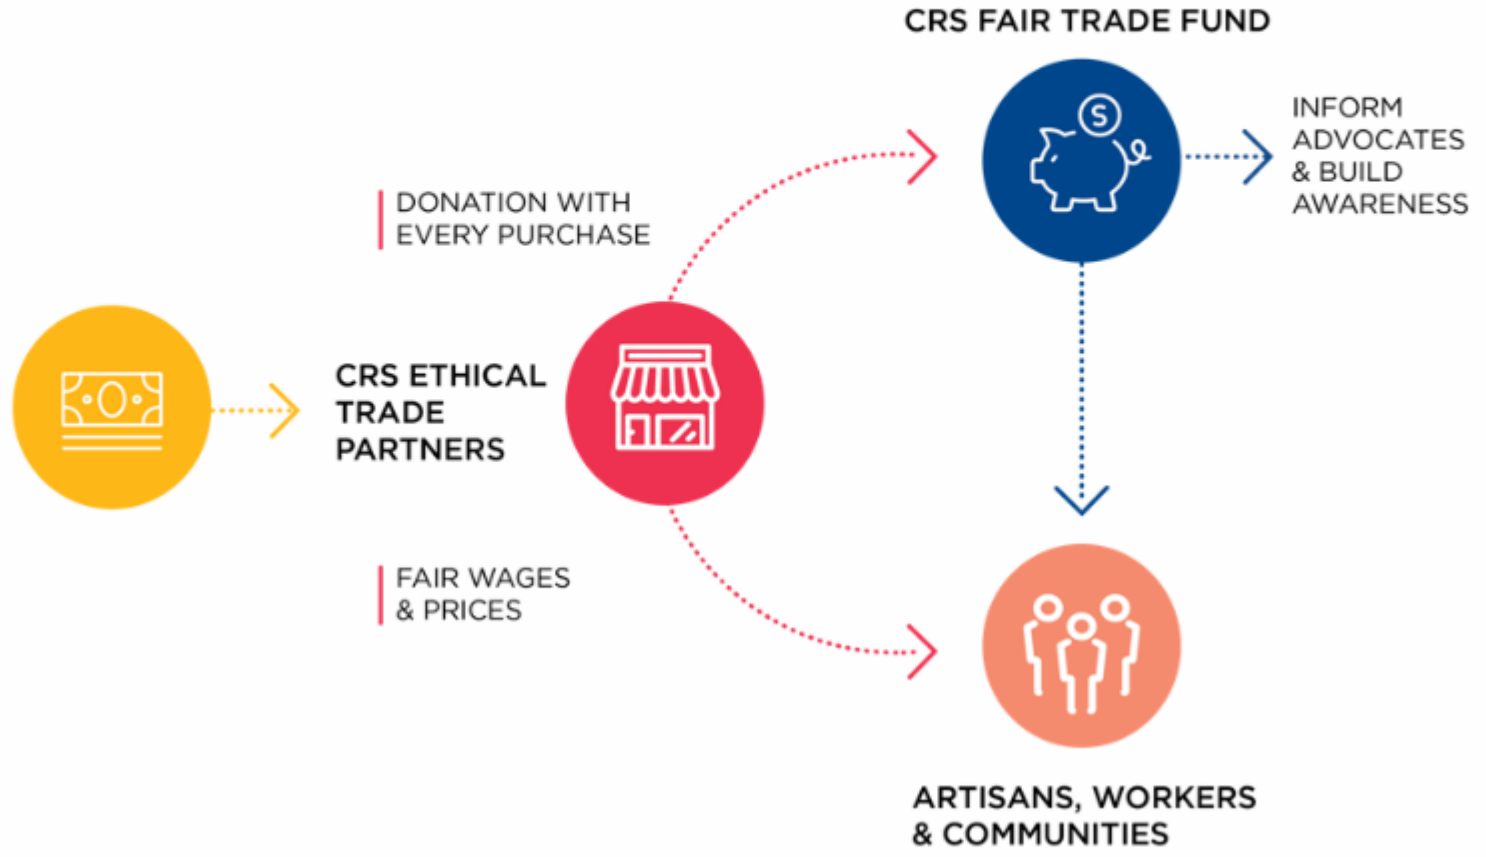 CRS FAIR TRADE FUND
S
INFORM
ADVOCATES
& BUILD
AWARENESS
DONATION WITH
EVERY PURCHASE
CRS ETHICAL
TRADE
PARTNERS
FAIR WAGES
& PRICES
ARTISANS, WORKERS
& COMMUNITIES